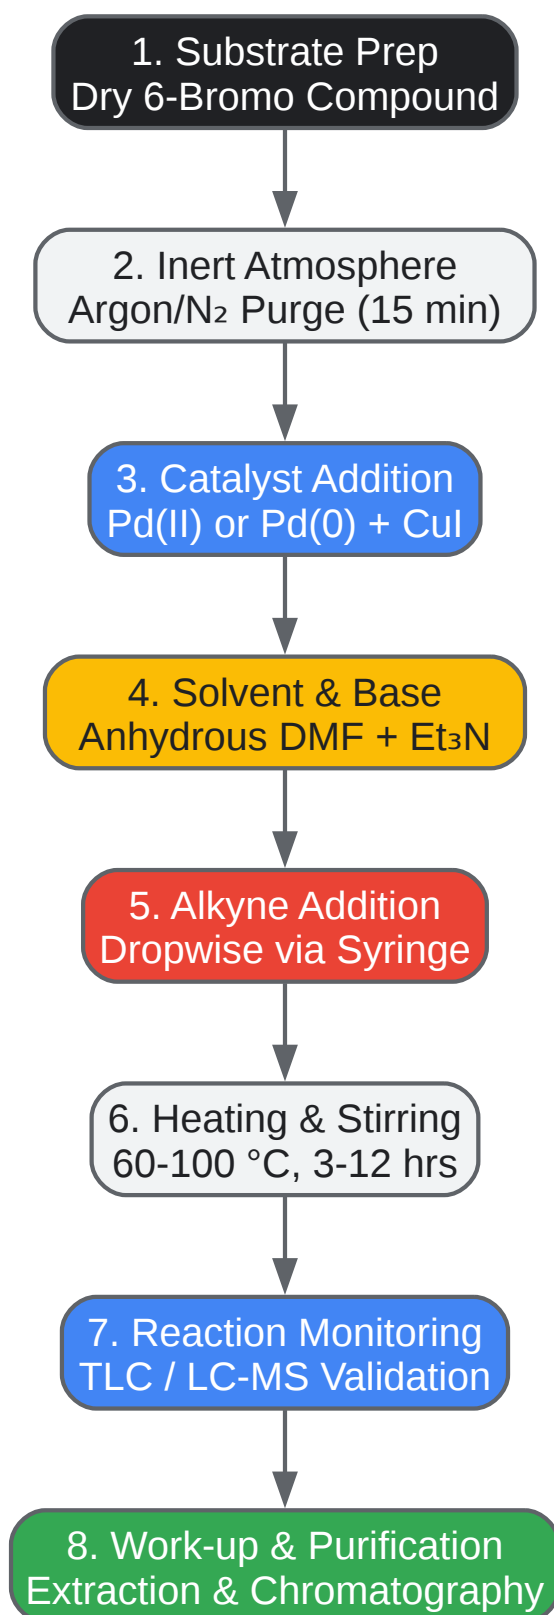 1. Substrate Prep
Dry 6-Bromo Compound
2. Inert Atmosphere
Argon/N₂ Purge (15 min)
3. Catalyst Addition
Pd(II) or Pd(0) + CuI
4. Solvent & Base
Anhydrous DMF + Et₃N
5. Alkyne Addition
Dropwise via Syringe
6. Heating & Stirring
60-100 °C, 3-12 hrs
7. Reaction Monitoring
TLC / LC-MS Validation
8. Work-up & Purification
Extraction & Chromatography